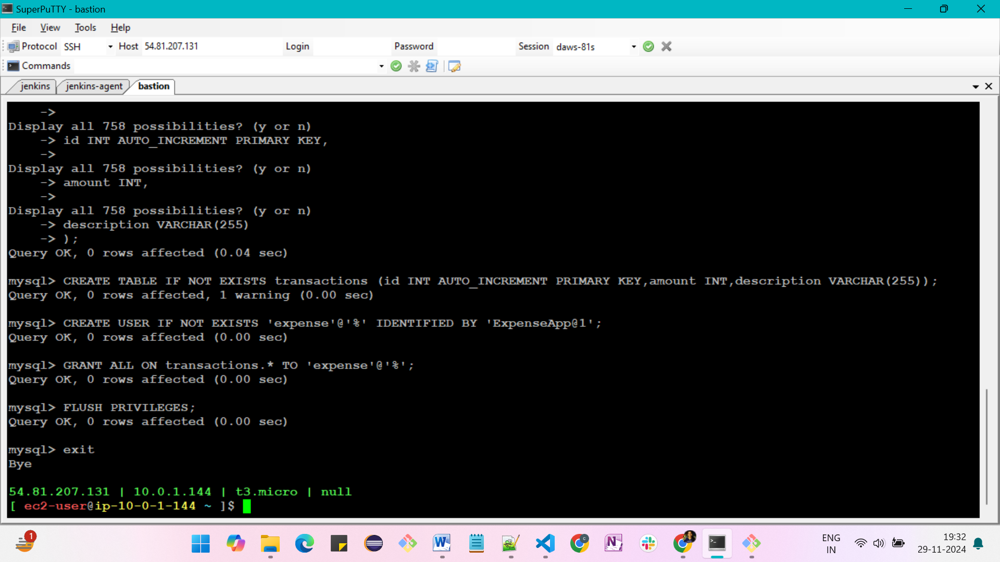 SuperPuTTY - bastion
File View Tools Help
Protocol SSH Host 54.81.207.131 Login Password Session daws-81s
Commands
jenkins jenkins-agent bastion
->
Display all 758 possibilities? (y or n)
-> id INT AUTO_INCREMENT PRIMARY KEY,
->
Display all 758 possibilities? (y or n)
-> amount INT,
->
Display all 758 possibilities? (y or n)
-> description VARCHAR(255)
-> );
Query OK, 0 rows affected (0.04 sec)
mysql> CREATE TABLE IF NOT EXISTS transactions (id INT AUTO_INCREMENT PRIMARY KEY,amount INT,description VARCHAR(255));
Query OK, 0 rows affected, 1 warning (0.00 sec)
mysql> CREATE USER IF NOT EXISTS 'expense'@'%' IDENTIFIED BY 'ExpenseApp@1';
Query OK, 0 rows affected (0.00 sec)
mysql> GRANT ALL ON transactions.* TO 'expense'@'%';
Query OK, 0 rows affected (0.00 sec)
mysql> FLUSH PRIVILEGES;
Query OK, 0 rows affected (0.00 sec)
mysql> exit
Bye
54.81.207.131 | 10.0.1.144 | t3.micro | null
[ ec2-user@ip-10-0-1-144 ~ ]$
1
ENG
IN
19:32
29-11-2024